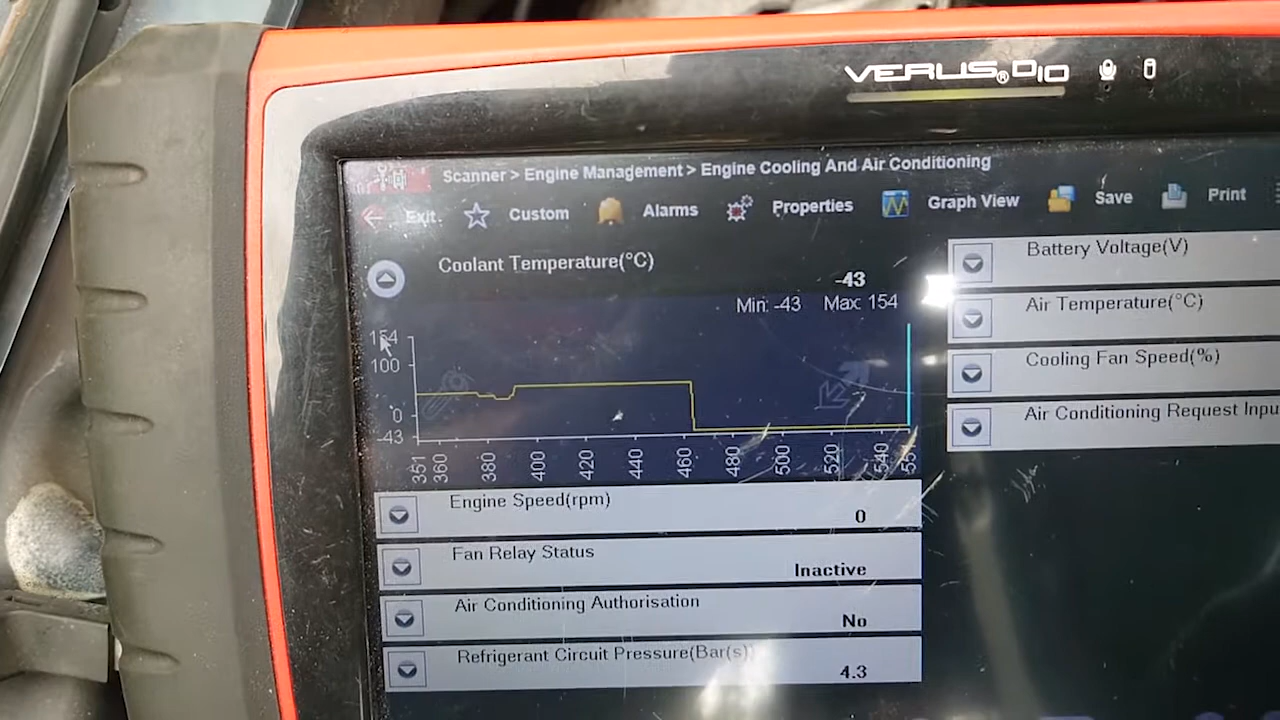 VERUS® PRO
Scanner > Engine Management > Engine Cooling And Air Conditioning
Exit Custom Alarms Properties Graph View Save Print
Coolant Temperature(°C)
-43
Min: -43 Max: 154
154
100
0
-43
351 360 380 400 420 440 460 480 500 520 540 551
Engine Speed(rpm)
0
Fan Relay Status
Inactive
Air Conditioning Authorisation
No
Refrigerant Circuit Pressure(Bar(s))
4.3
Battery Voltage(V)
Air Temperature(°C)
Cooling Fan Speed(%)
Air Conditioning Request Inpu